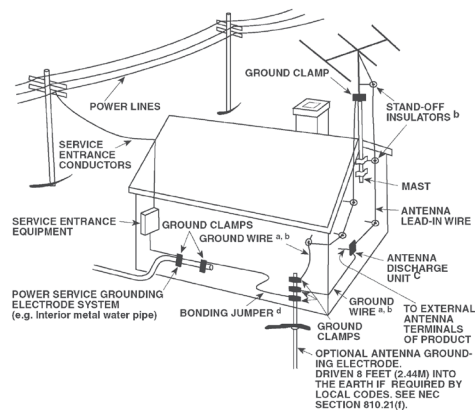 GROUND CLAMP
POWER LINES
STAND-OFF
INSULATORS b
SERVICE
ENTRANCE
CONDUCTORS
MAST
ANTENNA
LEAD-IN WIRE
SERVICE ENTRANCE
EQUIPMENT
GROUND CLAMPS
GROUND WIRE a, b
ANTENNA
DISCHARGE
UNIT C
POWER SERVICE GROUNDING
ELECTRODE SYSTEM
(e.g. Interior metal water pipe)
BONDING JUMPER d
GROUND
WIRE a, b
TO EXTERNAL
ANTENNA
TERMINALS
OF PRODUCT
GROUND
CLAMPS
OPTIONAL ANTENNA GROUND-
ING ELECTRODE.
DRIVEN 8 FEET (2.44M) INTO
THE EARTH IF REQUIRED BY
LOCAL CODES. SEE NEC
SECTION 810.21(f).